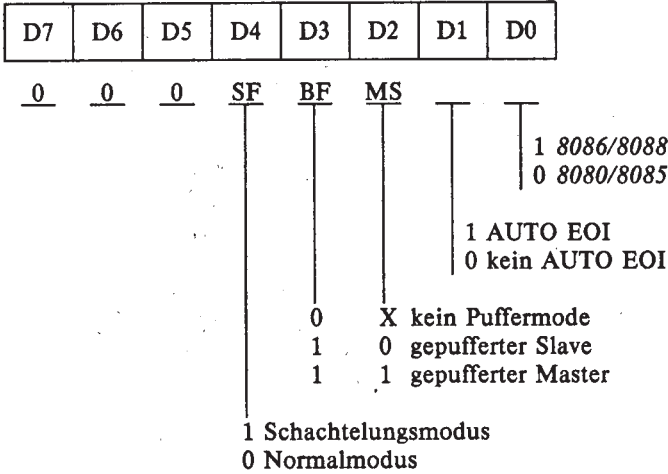 D7 D6 D5 D4 D3 D2 D1 D0
0 0 0 SF BF MS
1 8086/8088
0 8080/8085
1 AUTO EOI
0 kein AUTO EOI
0 X kein Puffermode
1 0 gepufferter Slave
1 1 gepufferter Master
1 Schachtelungsmodus
0 Normalmodus